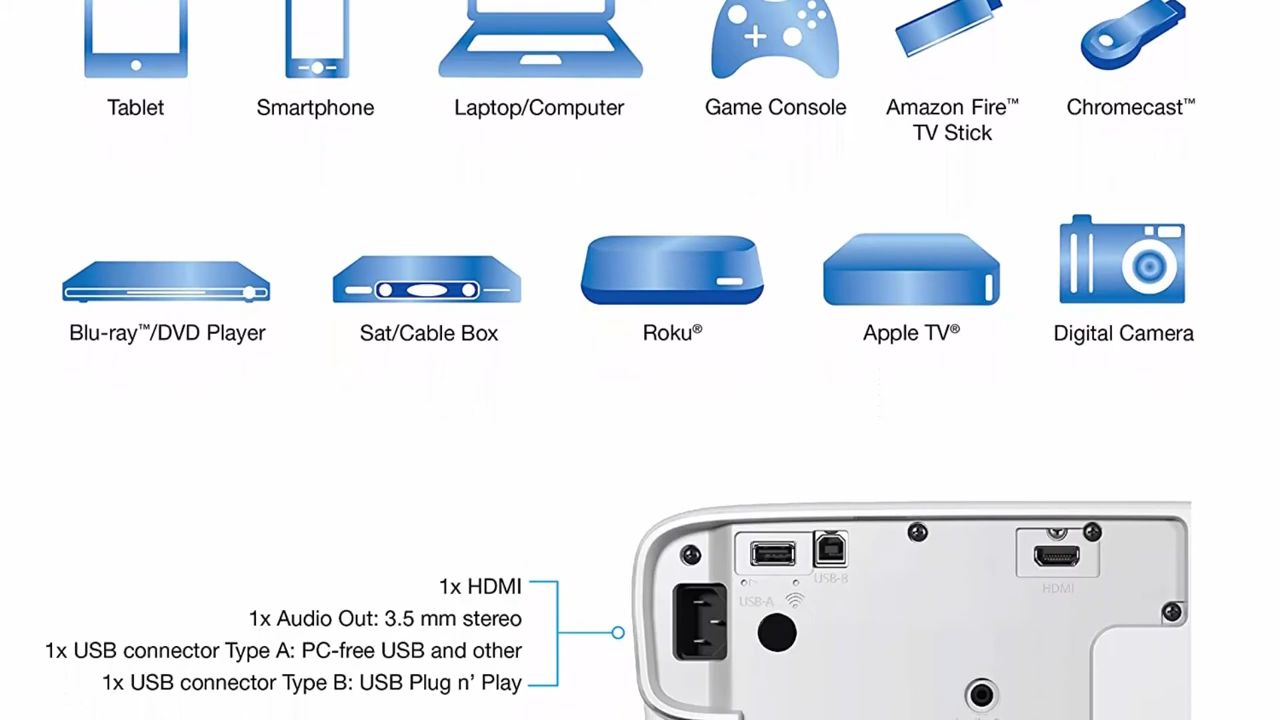 Tablet
Smartphone
Laptop/Computer
Game Console
Amazon Fire™
TV Stick
Chromecast™
Blu-ray™/DVD Player
Sat/Cable Box
Roku®
Apple TV®
Digital Camera
1x HDMI
1x Audio Out: 3.5 mm stereo
1x USB connector Type A: PC-free USB and other
1x USB connector Type B: USB Plug n’ Play
USB-B
USB-A
HDMI